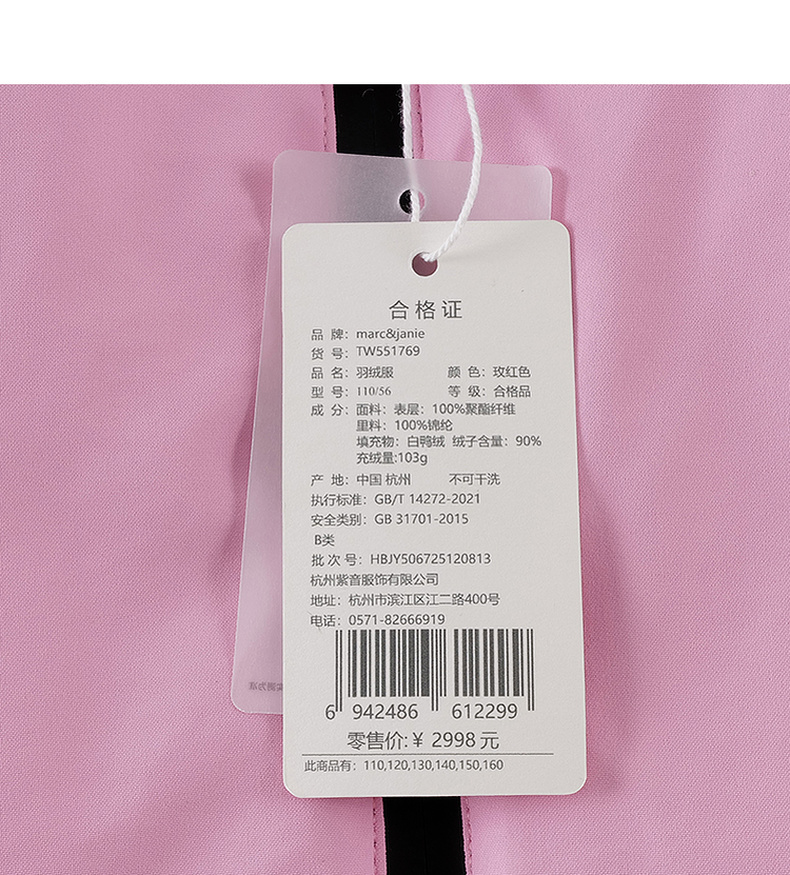 合格证
品 牌：marc&janie
货 号：TW551769
品 名：羽绒服 颜 色：玫红色
型 号：110/56 等 级：合格品
成 分：面料：表层：100%聚酯纤维
里料：100%锦纶
填充物：白鸭绒 绒子含量：90%
充绒量:103g
产 地：中国 杭州 不可干洗
执行标准：GB/T 14272-2021
安全类别：GB 31701-2015
B类
批 次 号：HBJY506725120813
杭州紫音服饰有限公司
地址：杭州市滨江区江二路400号
电话：0571-82666919
6 942486 612299
零售价:¥ 2998 元
此商品有：110,120,130,140,150,160